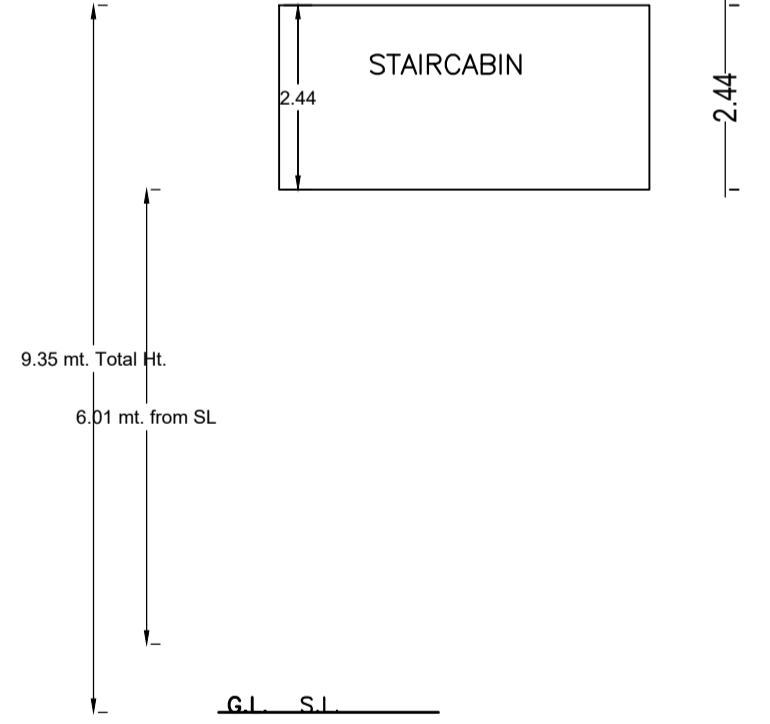 STAIRCABIN
2.44
2.44
9.35 mt. Total Ht.
6.01 mt. from SL
G.L. S.L.